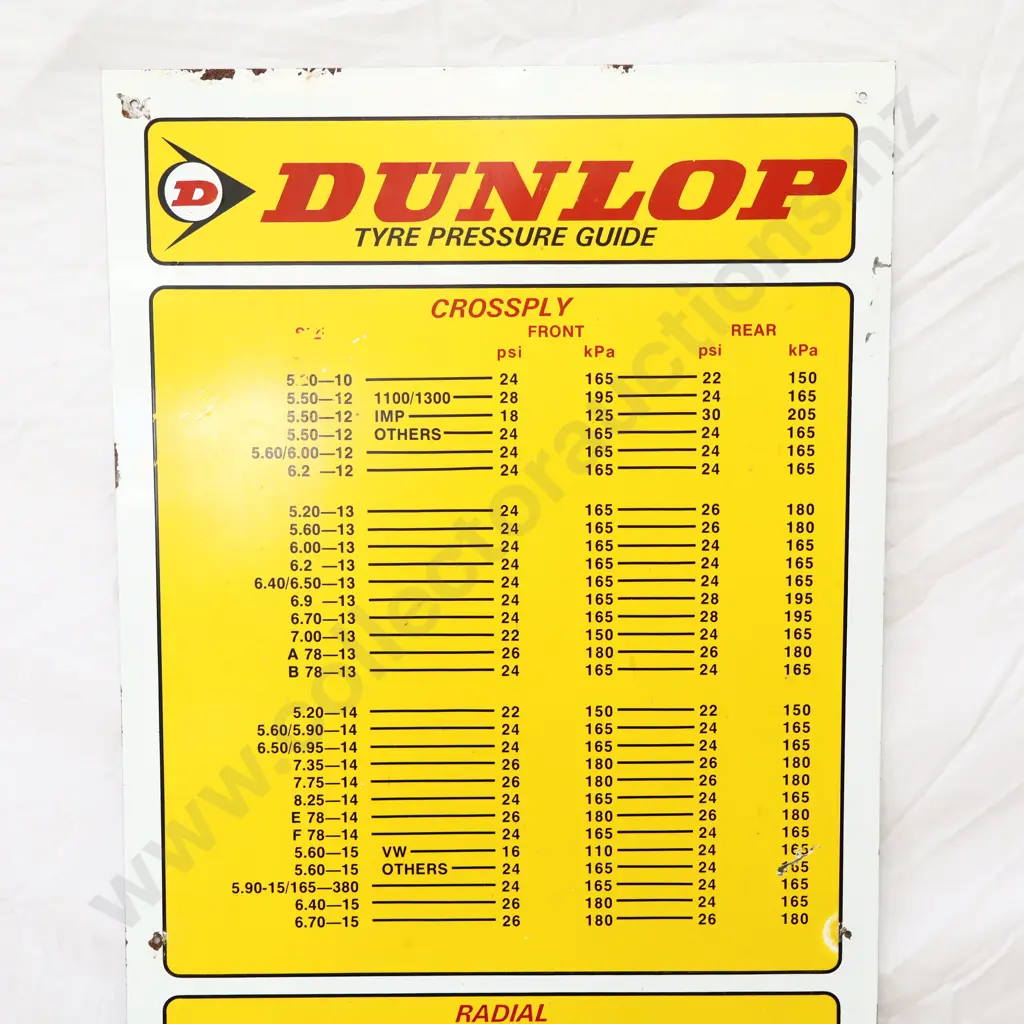 D DUNLOP
TYRE PRESSURE GUIDE
CROSSPLY
FRONT REAR
psi kPa psi kPa
5.20—10 24 165 22 150
5.50—12 1100/1300 28 195 24 165
5.50—12 IMP 18 125 30 205
5.50—12 OTHERS 24 165 24 165
5.60/6.00—12 24 165 24 165
6.2 —12 24 165 24 165
5.20—13 24 165 26 180
5.60—13 24 165 26 180
6.00—13 24 165 24 165
6.2 —13 24 165 24 165
6.40/6.50—13 24 165 24 165
6.9 —13 24 165 28 195
6.70—13 24 165 28 195
7.00—13 22 150 24 165
A 78—13 26 180 26 180
B 78—13 24 165 24 165
5.20—14 22 150 22 150
5.60/5.90—14 24 165 24 165
6.50/6.95—14 24 165 24 165
7.35—14 26 180 26 180
7.75—14 26 180 26 180
8.25—14 24 165 24 165
E 78—14 26 180 26 180
F 78—14 24 165 24 165
5.60—15 VW 16 110 24 165
5.60—15 OTHERS 24 165 24 165
5.90-15/165—380 24 165 24 165
6.40—15 26 180 24 165
6.70—15 26 180 26 180
RADIAL
www.collectorauctions.nz